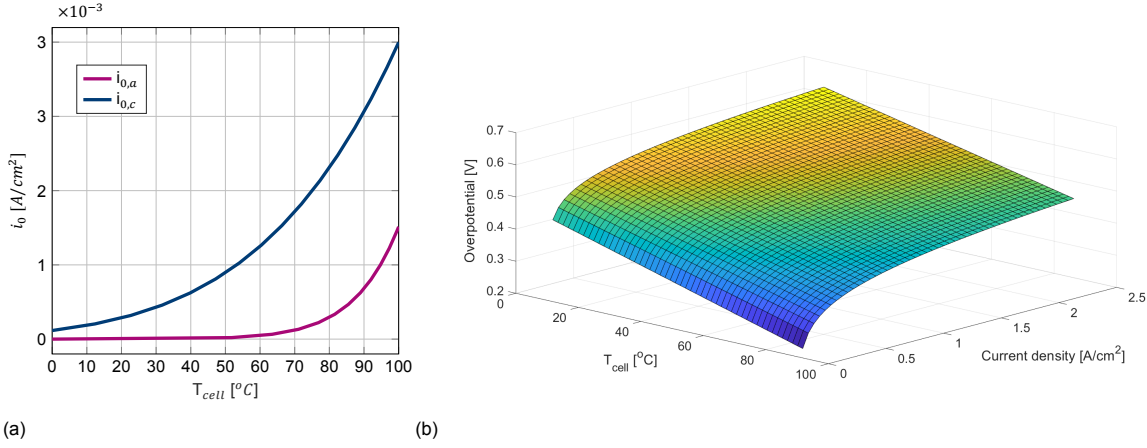 ×10⁻³
3
3
2
1
0
i₀ [A/cm²]
i₀,ₐ
i₀,c
0 10 20 30 40 50 60 70 80 90 100
T_cell [°C]
(a)
0.7
0.6
0.5
0.4
0.3
0.2
Overpotential [V]
0 20 40 60 80 100
T_cell [°C]
0 0.5 1 1.5 2 2.5
Current density [A/cm²]
(b)